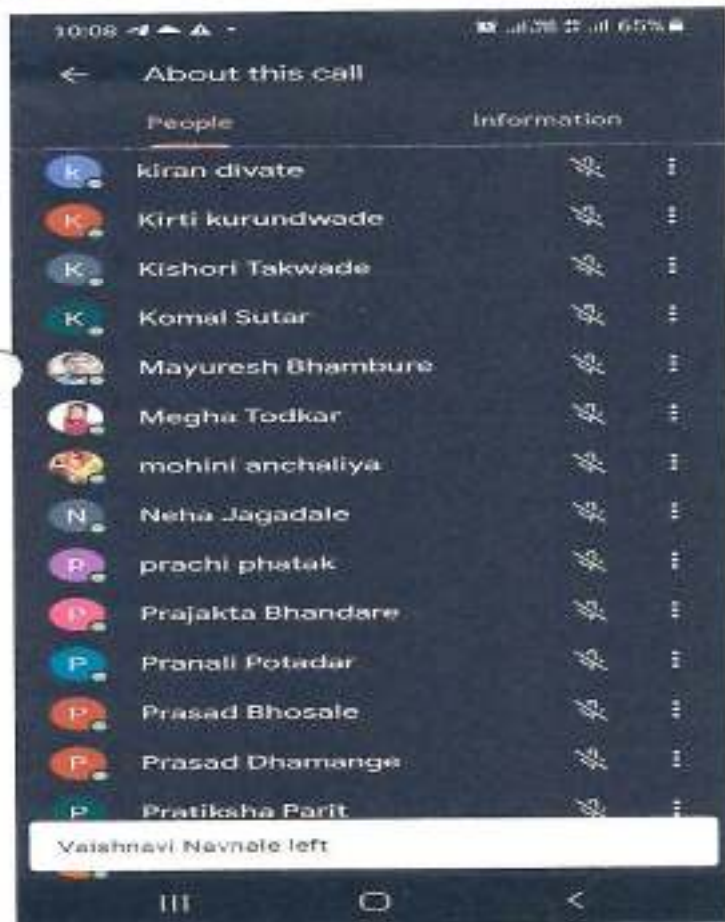 10:08 65%
About this call
People Information
k kiran divate
K Kirti kurundwade
K Kishori Takwade
K Komal Sutar
Mayuresh Bhambure
Megha Todkar
mohini anchaliya
N Neha Jagadale
P prachi phatak
P Prajakta Bhandare
P Pranali Potadar
P Prasad Bhosale
P Prasad Dhamange
P Pratiksha Parit
Vaishnavi Navnale left